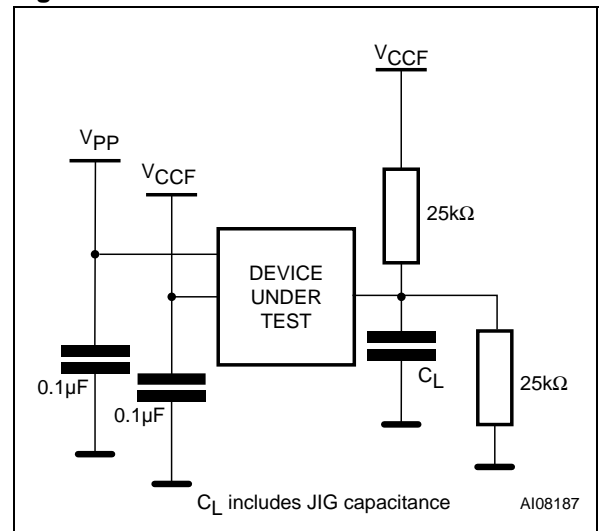 VCCF
VPP
VCCF
25kΩ
DEVICE
UNDER
TEST
CL
0.1µF
0.1µF
25kΩ
CL includes JIG capacitance
AI08187